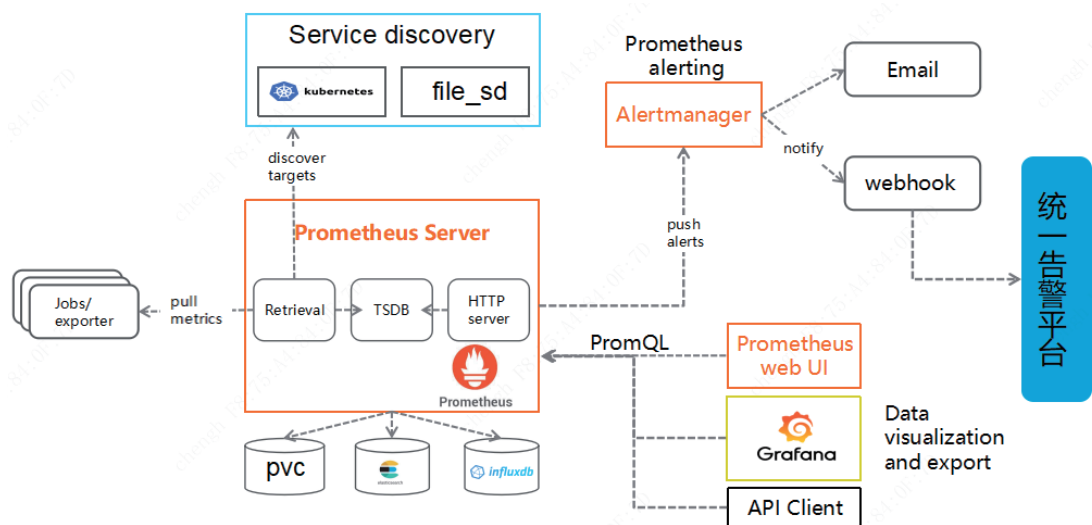 Service discovery
kubernetes
file_sd
discover
targets
Prometheus
alerting
Alertmanager
Email
notify
webhook
统一告警平台
push
alerts
Prometheus Server
Jobs/
exporter
pull
metrics
Retrieval
TSDB
HTTP
server
Prometheus
PromQL
Prometheus
web UI
Grafana
Data
visualization
and export
API Client
pvc
elasticsearch
influxdb